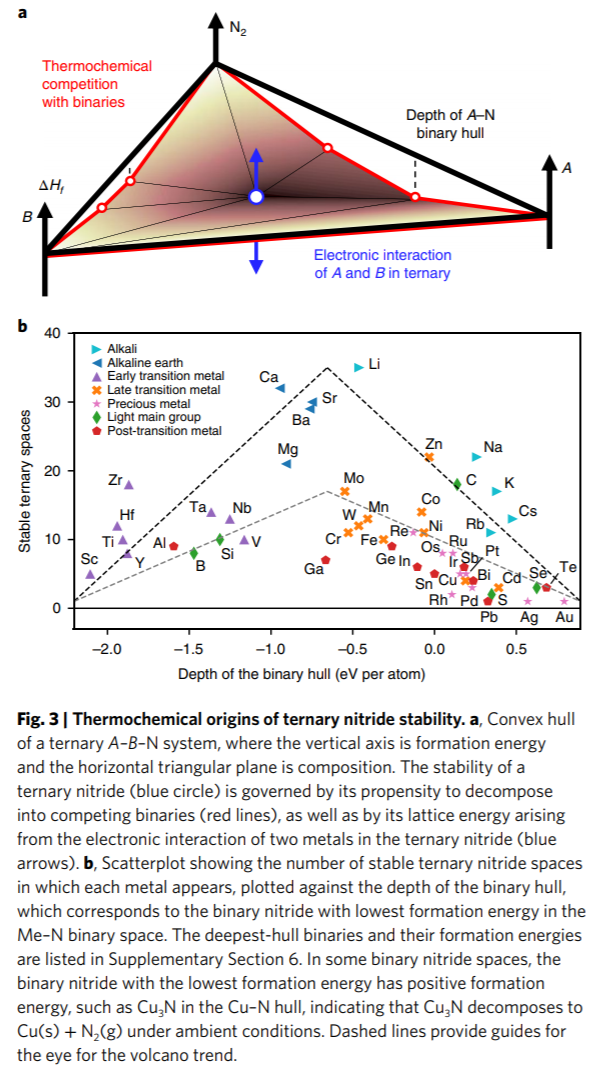 a
N2
Thermochemical
competition
with binaries
Depth of A–N
binary hull
ΔHf
A
B
Electronic interaction
of A and B in ternary
b
40
30
20
10
0
Stable ternary spaces
Alkali
Alkaline earth
Early transition metal
Late transition metal
Precious metal
Light main group
Post-transition metal
Li
Ca
Sr
Ba
Mg
Zn
Na
Zr
Mo
C
K
Hf
Ta
Nb
W
Mn
Co
Cs
Ti
Al
V
Cr
Fe
Re
Ni
Rb
Sc
Y
B
Si
Ga
Ge
In
Os
Ru
Ir
Sb
Pt
Sn
Cu
Bi
Cd
Se
Te
Rh
Pd
S
Pb
Ag
Au
−2.0
−1.5
−1.0
−0.5
0.0
0.5
Depth of the binary hull (eV per atom)
Fig. 3 | Thermochemical origins of ternary nitride stability. a, Convex hull
of a ternary A–B–N system, where the vertical axis is formation energy
and the horizontal triangular plane is composition. The stability of a
ternary nitride (blue circle) is governed by its propensity to decompose
into competing binaries (red lines), as well as by its lattice energy arising
from the electronic interaction of two metals in the ternary nitride (blue
arrows). b, Scatterplot showing the number of stable ternary nitride spaces
in which each metal appears, plotted against the depth of the binary hull,
which corresponds to the binary nitride with lowest formation energy in the
Me–N binary space. The deepest-hull binaries and their formation energies
are listed in Supplementary Section 6. In some binary nitride spaces, the
binary nitride with the lowest formation energy has positive formation
energy, such as Cu3N in the Cu–N hull, indicating that Cu3N decomposes to
Cu(s) + N2(g) under ambient conditions. Dashed lines provide guides for
the eye for the volcano trend.